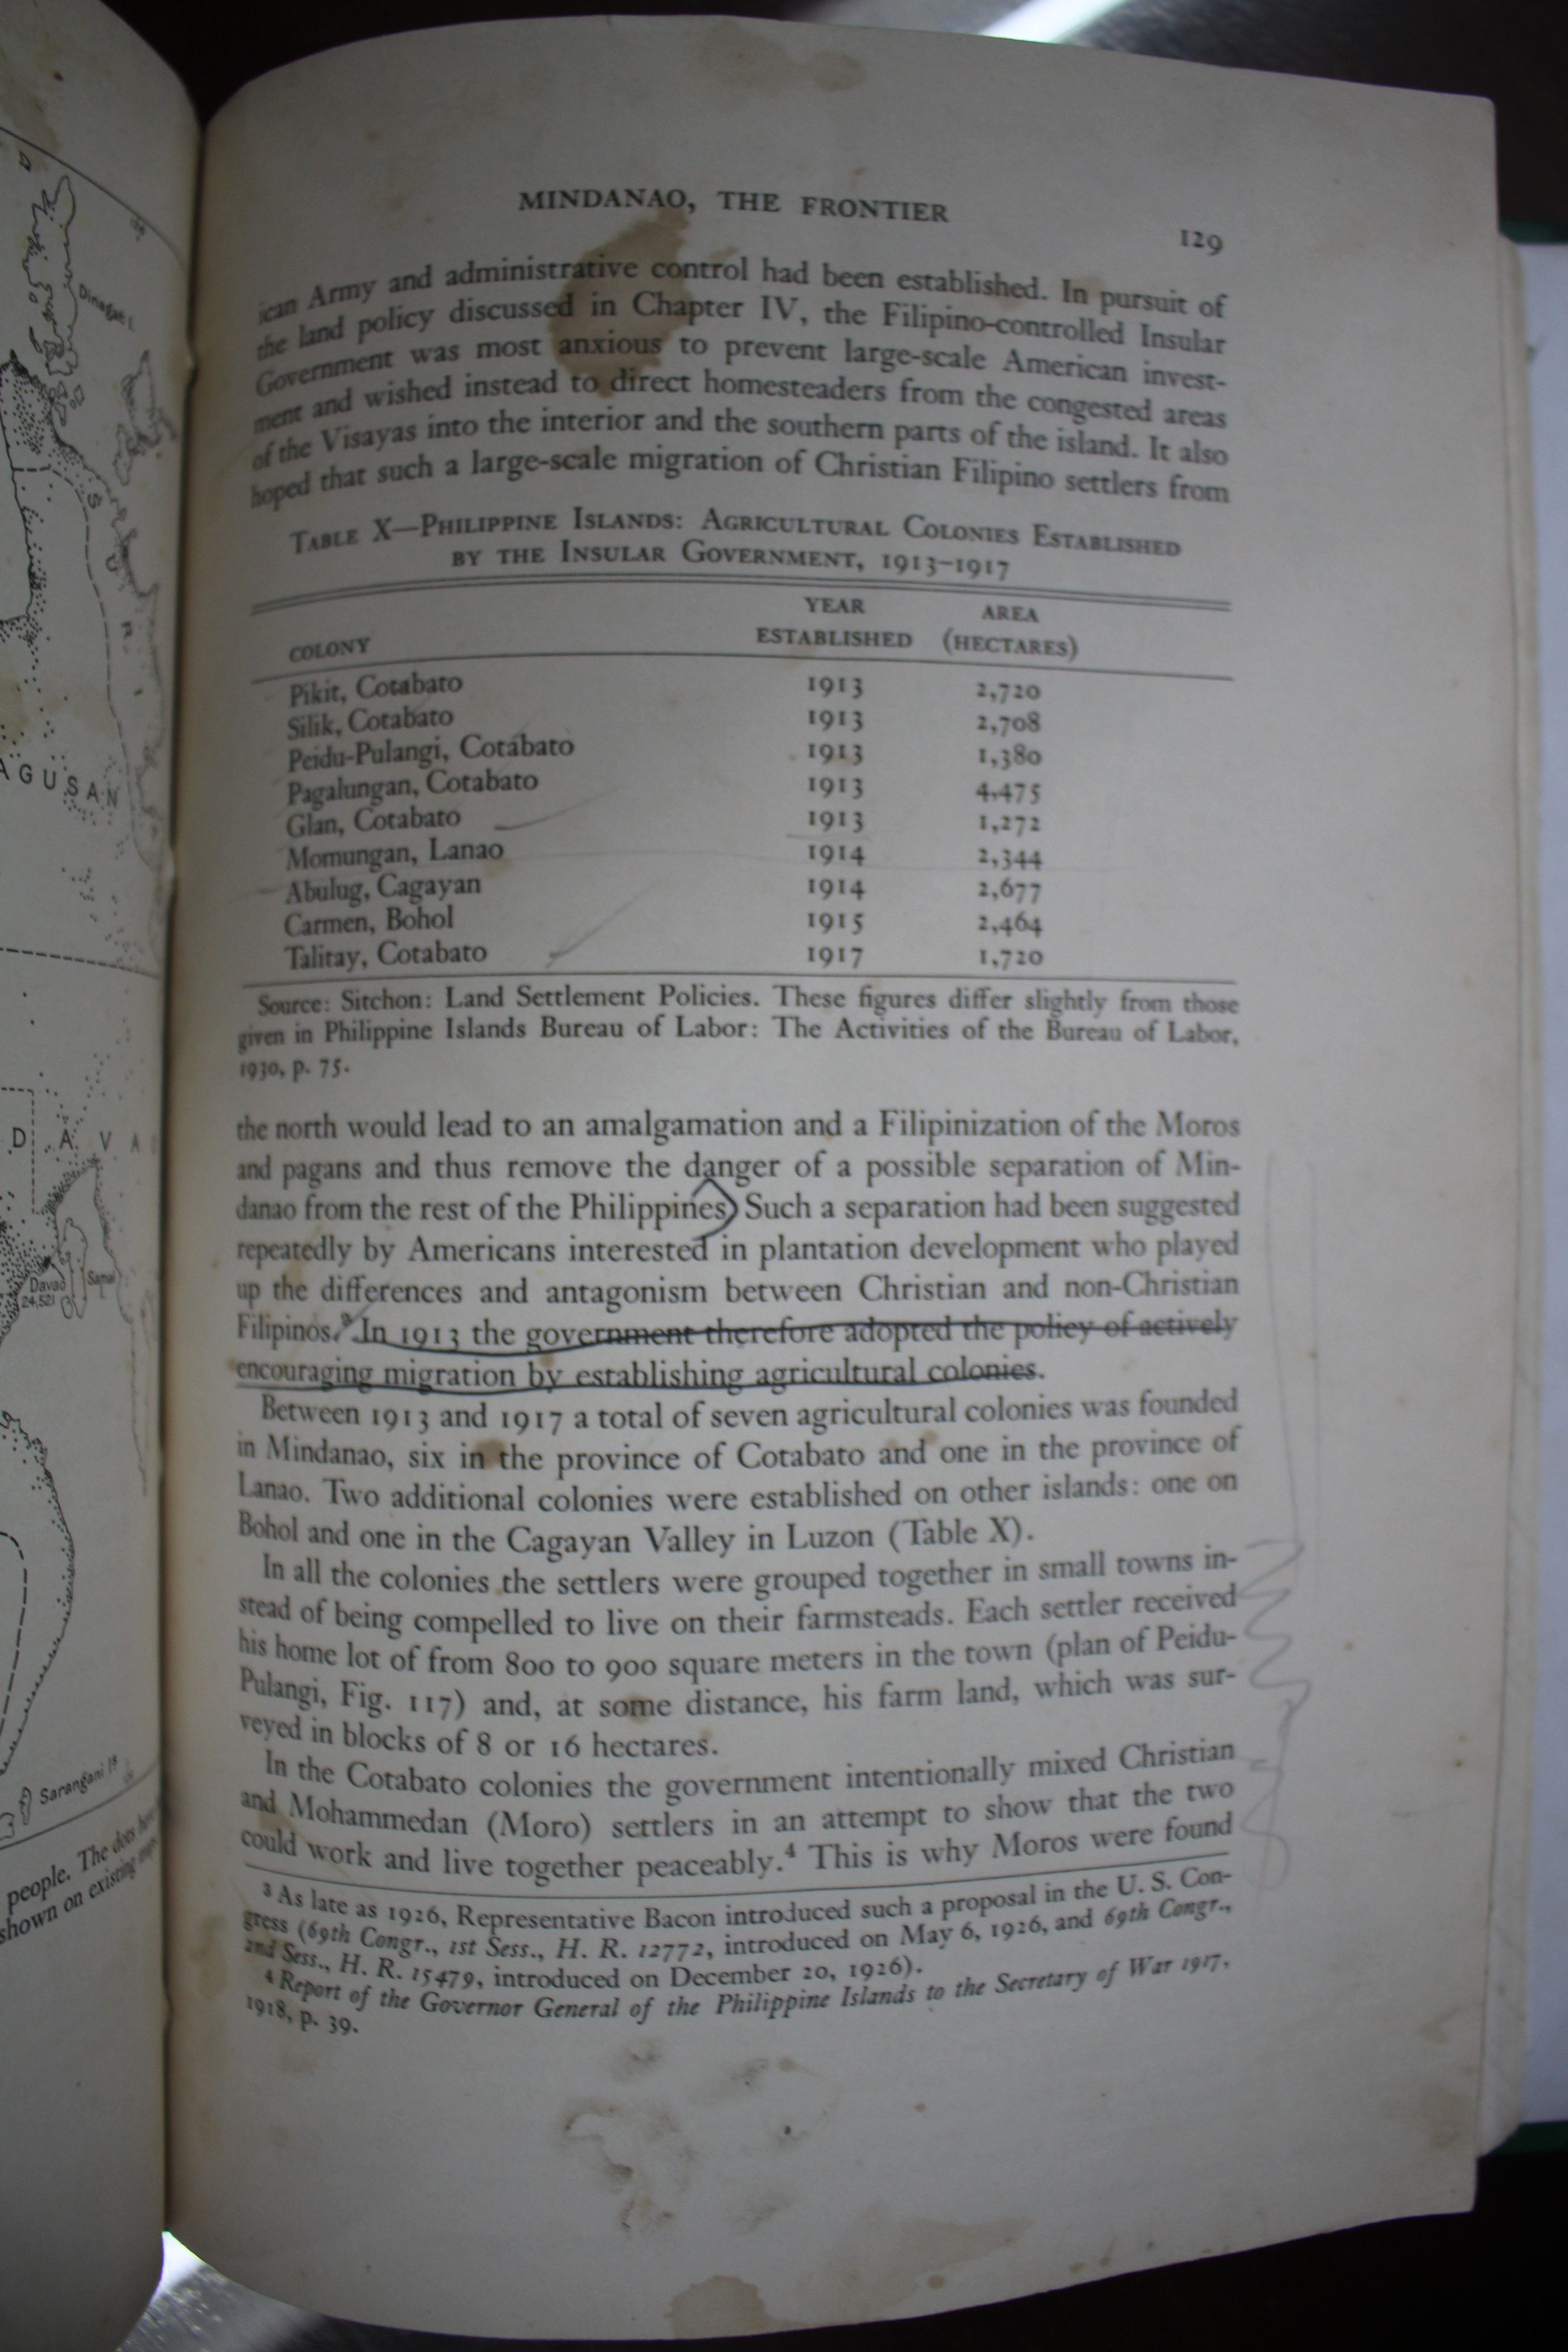 Dinagat I.
S U R I
AGUSAN
D A V A
Davao
24,521
Samal
I.
Sarangani Is
people. The dots have
shown on existing maps
MINDANAO, THE FRONTIER
129
ican Army and administrative control had been established. In pursuit of
the land policy discussed in Chapter IV, the Filipino-controlled Insular
Government was most anxious to prevent large-scale American invest-
ment and wished instead to direct homesteaders from the congested areas
of the Visayas into the interior and the southern parts of the island. It also
hoped that such a large-scale migration of Christian Filipino settlers from
TABLE X—PHILIPPINE ISLANDS: AGRICULTURAL COLONIES ESTABLISHED
BY THE INSULAR GOVERNMENT, 1913–1917
COLONY YEAR ESTABLISHED AREA (HECTARES)
Pikit, Cotabato 1913 2,720
Silik, Cotabato 1913 2,708
Peidu-Pulangi, Cotabato 1913 1,380
Pagalungan, Cotabato 1913 4,475
Glan, Cotabato 1913 1,272
Momungan, Lanao 1914 2,344
Abulug, Cagayan 1914 2,677
Carmen, Bohol 1915 2,464
Talitay, Cotabato 1917 1,720
Source: Sitchon: Land Settlement Policies. These figures differ slightly from those
given in Philippine Islands Bureau of Labor: The Activities of the Bureau of Labor,
1930, p. 75.
the north would lead to an amalgamation and a Filipinization of the Moros
and pagans and thus remove the danger of a possible separation of Min-
danao from the rest of the Philippines. Such a separation had been suggested
repeatedly by Americans interested in plantation development who played
up the differences and antagonism between Christian and non-Christian
Filipinos.³ In 1913 the government therefore adopted the policy of actively
encouraging migration by establishing agricultural colonies.
Between 1913 and 1917 a total of seven agricultural colonies was founded
in Mindanao, six in the province of Cotabato and one in the province of
Lanao. Two additional colonies were established on other islands: one on
Bohol and one in the Cagayan Valley in Luzon (Table X).
In all the colonies the settlers were grouped together in small towns in-
stead of being compelled to live on their farmsteads. Each settler received
his home lot of from 800 to 900 square meters in the town (plan of Peidu-
Pulangi, Fig. 117) and, at some distance, his farm land, which was sur-
veyed in blocks of 8 or 16 hectares.
In the Cotabato colonies the government intentionally mixed Christian
and Mohammedan (Moro) settlers in an attempt to show that the two
could work and live together peaceably.⁴ This is why Moros were found
³ As late as 1926, Representative Bacon introduced such a proposal in the U. S. Con-
gress (69th Congr., 1st Sess., H. R. 12772, introduced on May 6, 1926, and 69th Congr.,
2nd Sess., H. R. 15479, introduced on December 20, 1926).
⁴ Report of the Governor General of the Philippine Islands to the Secretary of War 1917,
1918, p. 39.